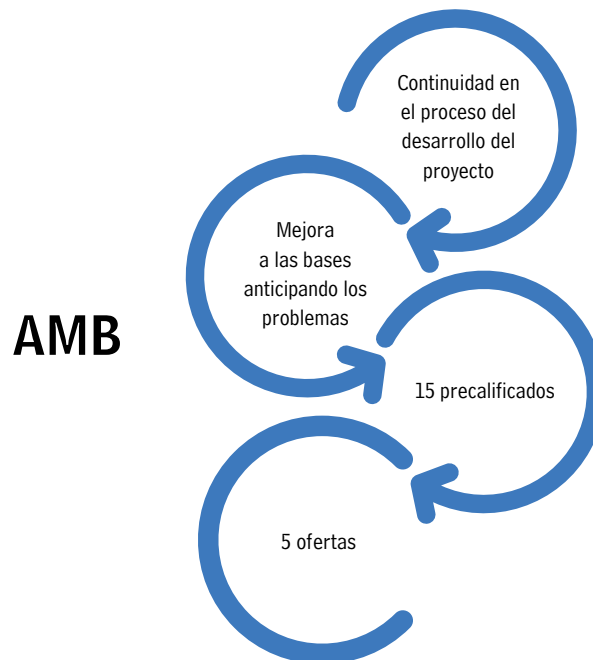 Continuidad en
el proceso del
desarrollo del
proyecto
Mejora
a las bases
anticipando los
problemas
AMB
15 precalificados
5 ofertas